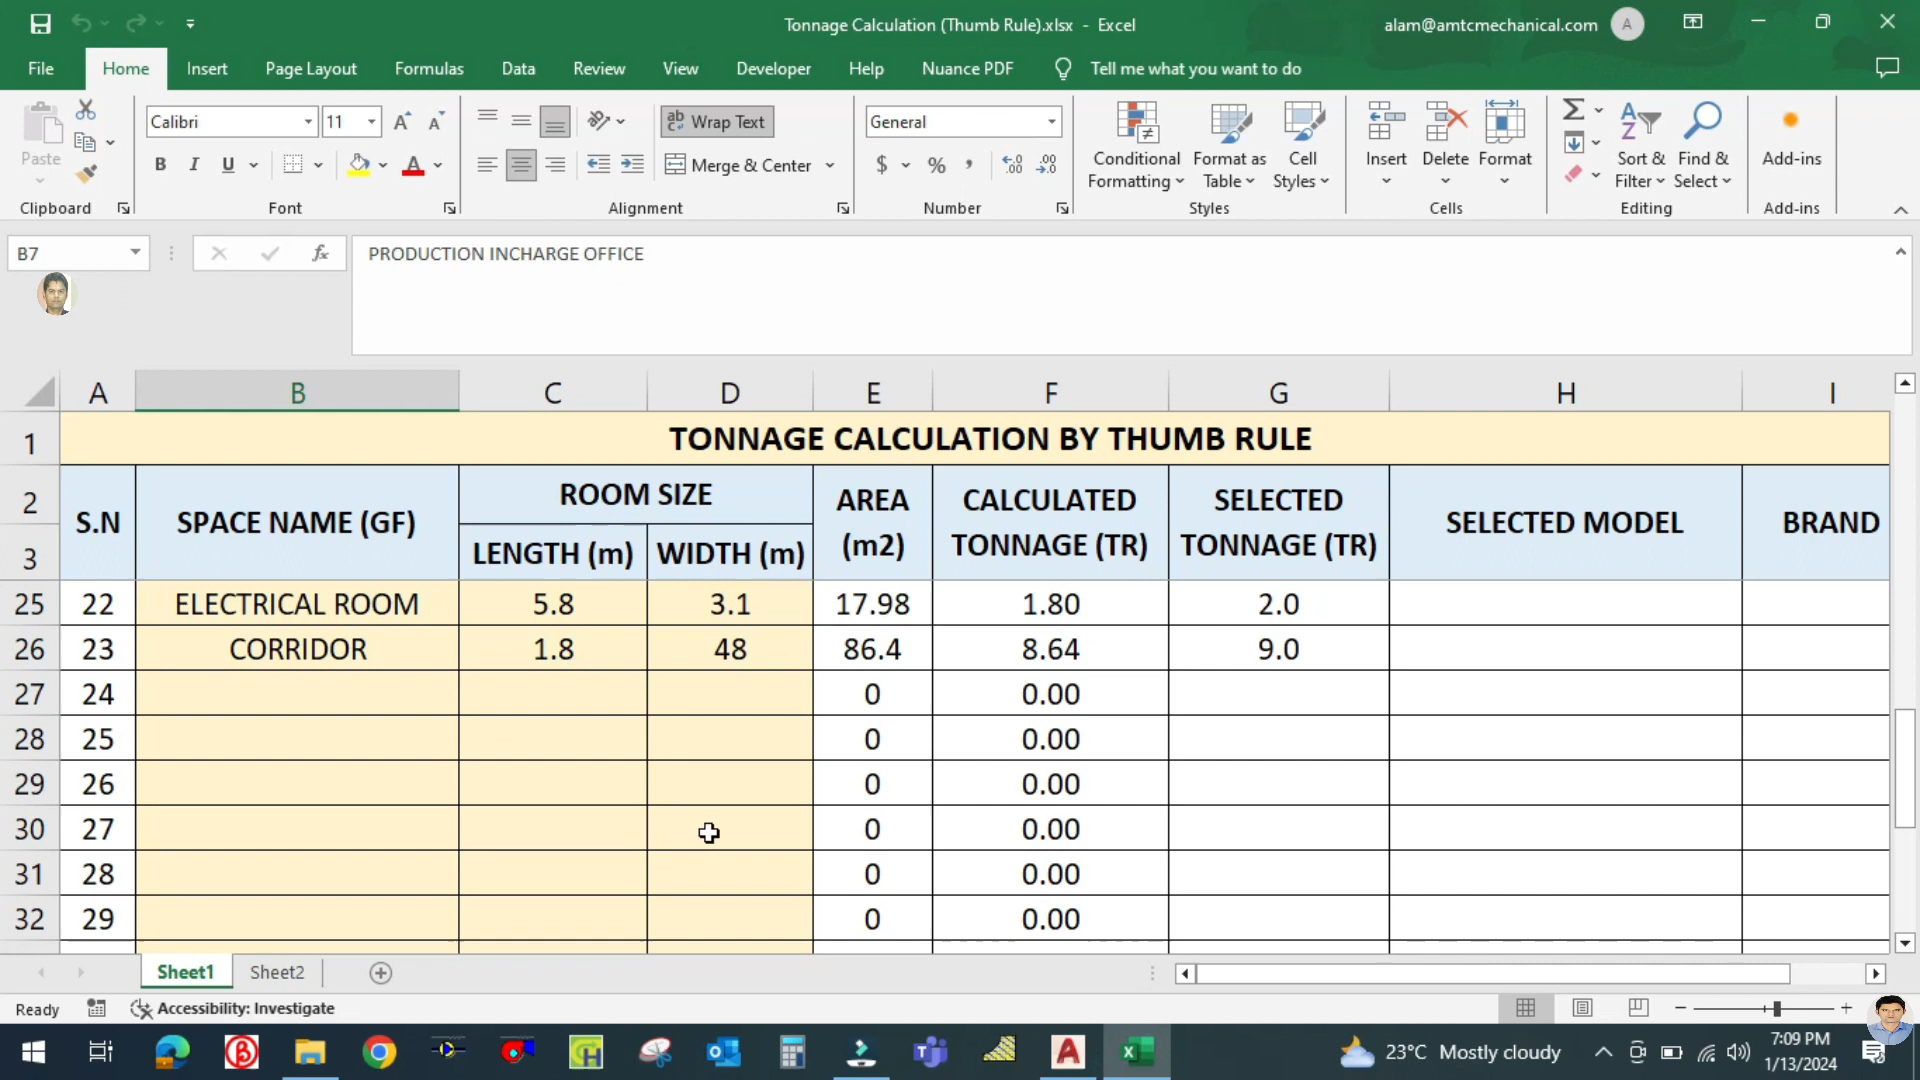 Tonnage Calculation (Thumb Rule).xlsx - Excel
alam@amtcmechanical.com
A
File Home Insert Page Layout Formulas Data Review View Developer Help Nuance PDF Tell me what you want to do
Paste
Calibri 11
Wrap Text
General
Conditional Formatting
Format as Table
Cell Styles
Insert
Delete
Format
Sort & Filter
Find & Select
Add-ins
B I U
Merge & Center
$ %
Clipboard Font Alignment Number Styles Cells Editing Add-ins
B7
fx
PRODUCTION INCHARGE OFFICE
A B C D E F G H I
1 TONNAGE CALCULATION BY THUMB RULE
2
3
S.N
SPACE NAME (GF)
ROOM SIZE
LENGTH (m) WIDTH (m)
AREA
(m2)
CALCULATED
TONNAGE (TR)
SELECTED
TONNAGE (TR)
SELECTED MODEL
BRAND
25 22 ELECTRICAL ROOM 5.8 3.1 17.98 1.80 2.0
26 23 CORRIDOR 1.8 48 86.4 8.64 9.0
27 24 0 0.00
28 25 0 0.00
29 26 0 0.00
30 27 0 0.00
31 28 0 0.00
32 29 0 0.00
Sheet1 Sheet2
Ready Accessibility: Investigate
23°C Mostly cloudy
7:09 PM
1/13/2024